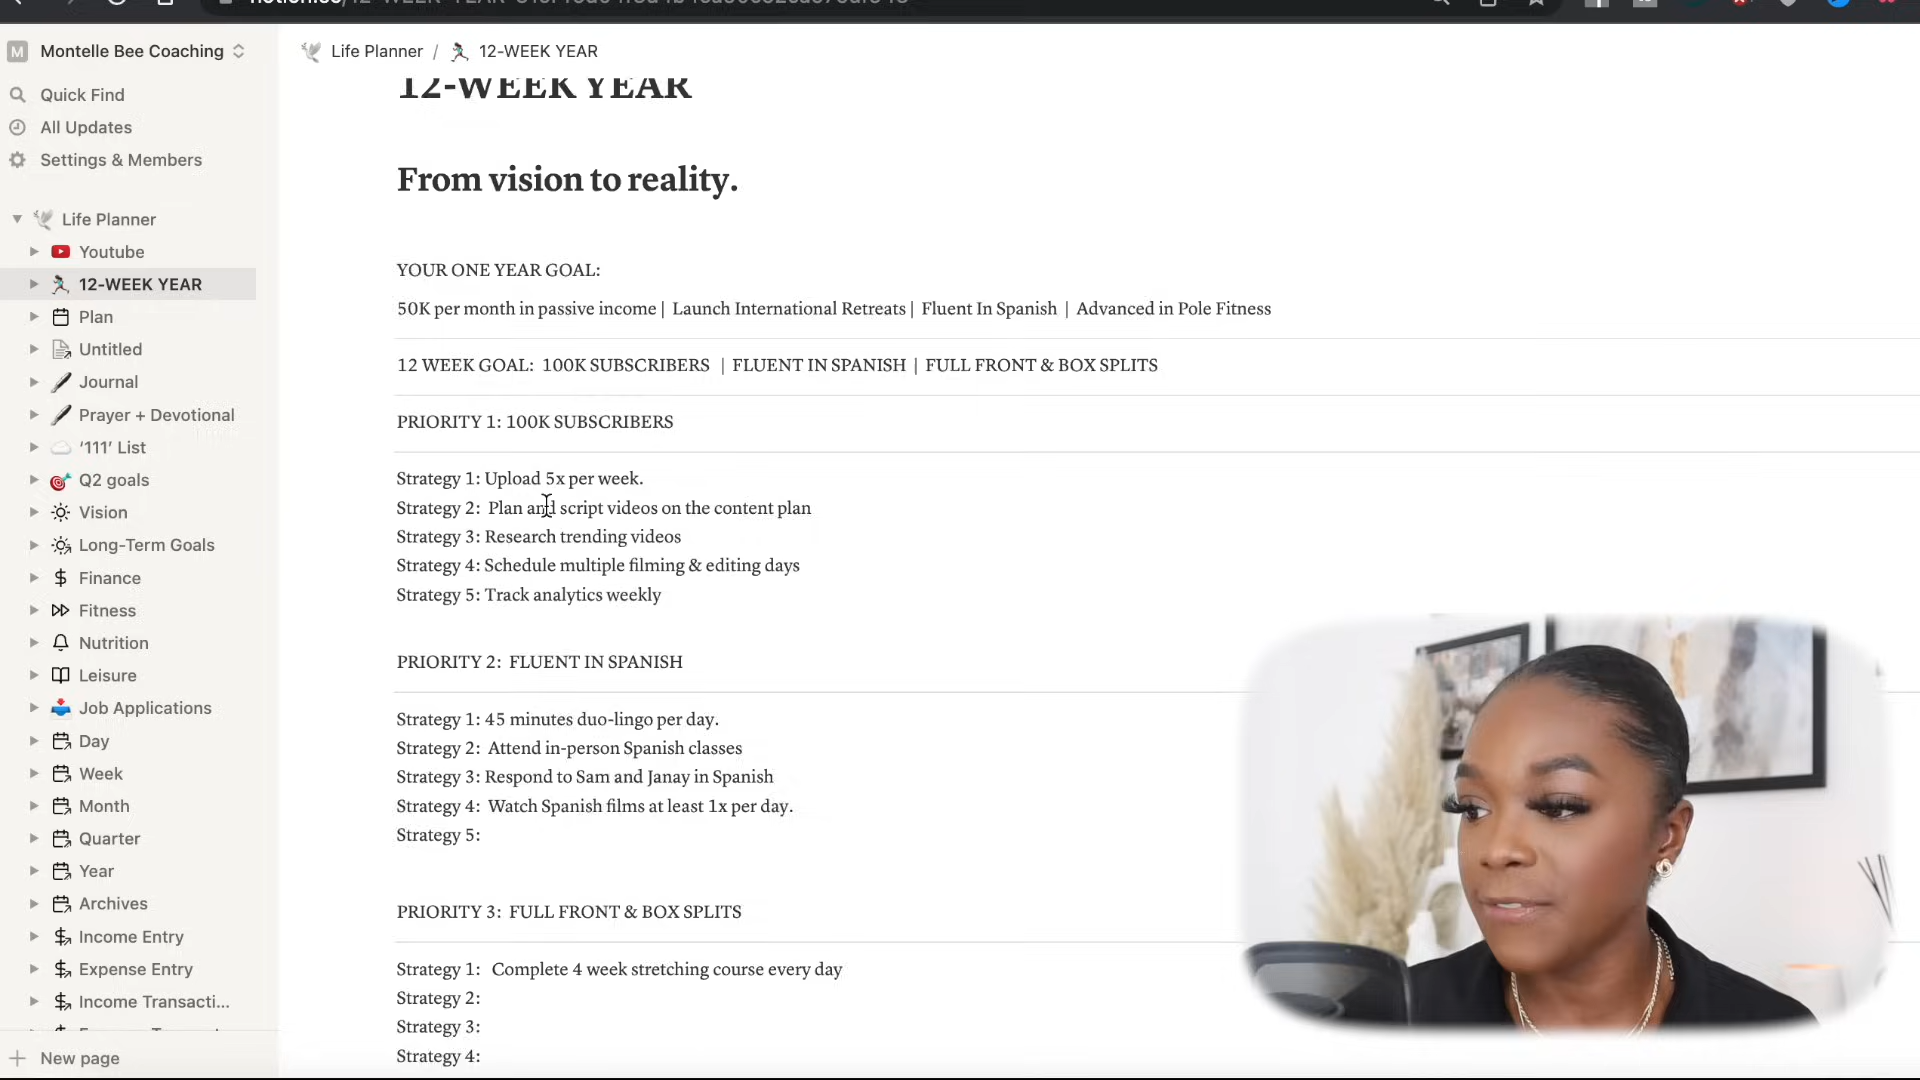 M Montelle Bee Coaching
Quick Find
All Updates
Settings & Members
Life Planner
Youtube
12-WEEK YEAR
Plan
Untitled
Journal
Prayer + Devotional
‘111’ List
Q2 goals
Vision
Long-Term Goals
Finance
Fitness
Nutrition
Leisure
Job Applications
Day
Week
Month
Quarter
Year
Archives
Income Entry
Expense Entry
Income Transacti...
New page
Life Planner / 12-WEEK YEAR
12-WEEK YEAR
From vision to reality.
YOUR ONE YEAR GOAL:
50K per month in passive income | Launch International Retreats | Fluent In Spanish | Advanced in Pole Fitness
12 WEEK GOAL: 100K SUBSCRIBERS | FLUENT IN SPANISH | FULL FRONT & BOX SPLITS
PRIORITY 1: 100K SUBSCRIBERS
Strategy 1: Upload 5x per week.
Strategy 2: Plan and script videos on the content plan
Strategy 3: Research trending videos
Strategy 4: Schedule multiple filming & editing days
Strategy 5: Track analytics weekly
PRIORITY 2: FLUENT IN SPANISH
Strategy 1: 45 minutes duo-lingo per day.
Strategy 2: Attend in-person Spanish classes
Strategy 3: Respond to Sam and Janay in Spanish
Strategy 4: Watch Spanish films at least 1x per day.
Strategy 5:
PRIORITY 3: FULL FRONT & BOX SPLITS
Strategy 1: Complete 4 week stretching course every day
Strategy 2:
Strategy 3:
Strategy 4: